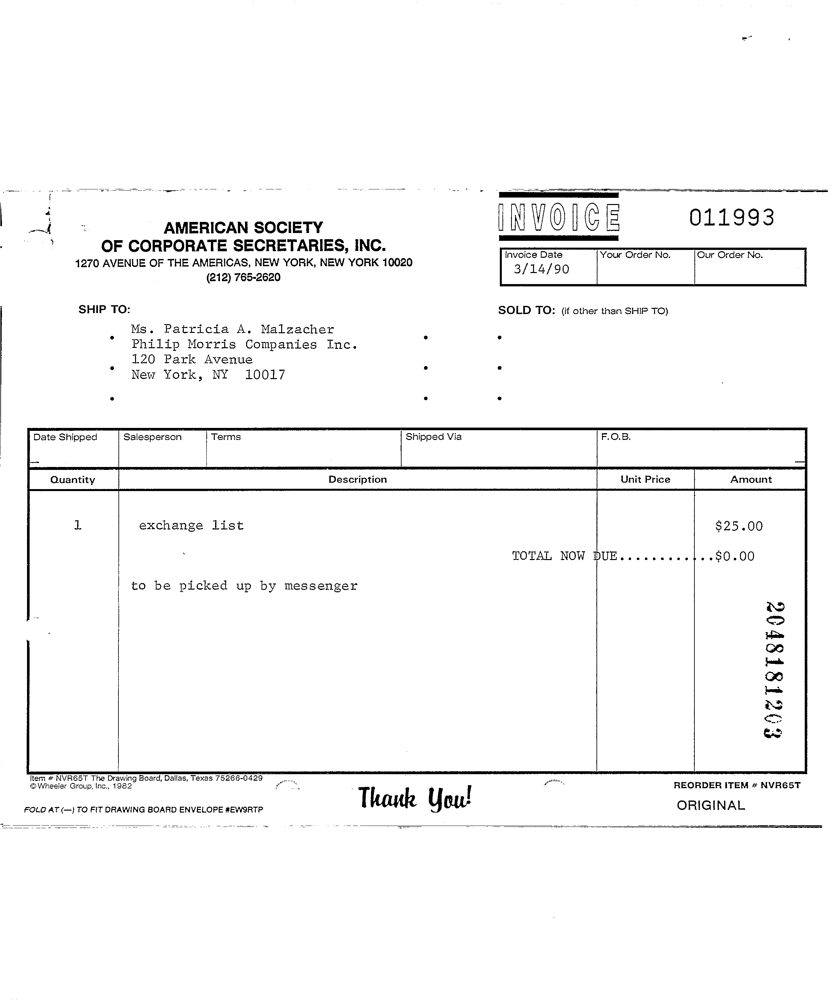 INVOICE 011993
AMERICAN SOCIETY
OF CORPORATE SECRETARIES, INC.
1270 AVENUE OF THE AMERICAS, NEW YORK, NEW YORK 10020
(212) 765-2620
Invoice Date Your Order No. Our Order No.
3/14/90
SHIP TO:
Ms. Patricia A. Malzacher
Philip Morris Companies Inc.
120 Park Avenue
New York, NY 10017
SOLD TO: (if other than SHIP TO)
Date Shipped Salesperson Terms Shipped Via F.O.B.
Quantity Description Unit Price Amount
1 exchange list $25.00
TOTAL NOW DUE............$0.00
to be picked up by messenger
2048181203
Item # NVR65T The Drawing Board, Dallas, Texas 75266-0429
© Wheeler Group, Inc., 1982
FOLD AT (—) TO FIT DRAWING BOARD ENVELOPE #EW9RTP
Thank You!
REORDER ITEM # NVR65T
ORIGINAL